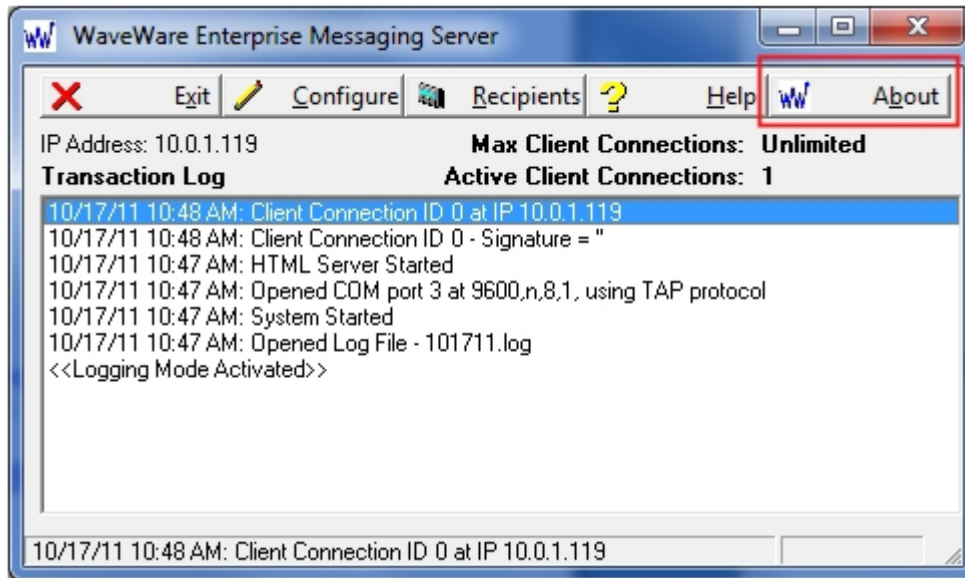 WaveWare Enterprise Messaging Server
Exit Configure Recipients Help About
IP Address: 10.0.1.119 Max Client Connections: Unlimited
Transaction Log Active Client Connections: 1
10/17/11 10:48 AM: Client Connection ID 0 at IP 10.0.1.119
10/17/11 10:48 AM: Client Connection ID 0 - Signature = ''
10/17/11 10:47 AM: HTML Server Started
10/17/11 10:47 AM: Opened COM port 3 at 9600,n,8,1, using TAP protocol
10/17/11 10:47 AM: System Started
10/17/11 10:47 AM: Opened Log File - 101711.log
<<Logging Mode Activated>>
10/17/11 10:48 AM: Client Connection ID 0 at IP 10.0.1.119